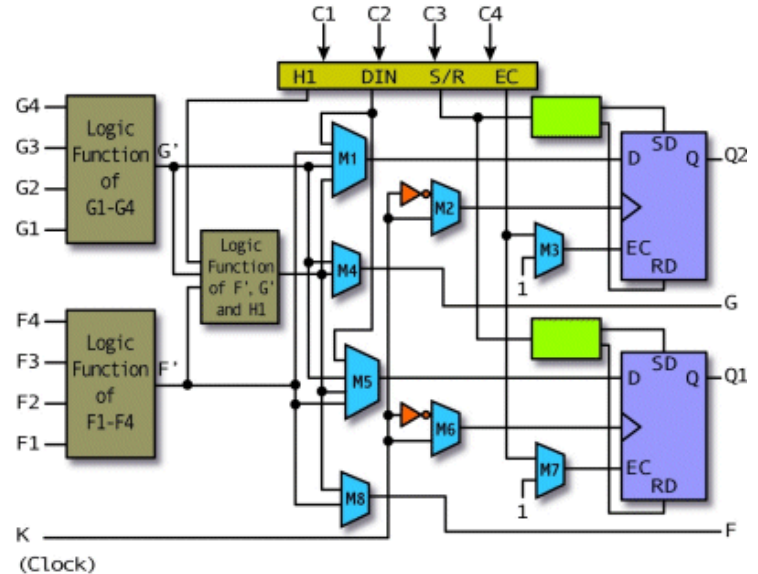 C1 C2 C3 C4
H1 DIN S/R EC
G4
G3
G2
G1
Logic
Function
of
G1-G4
G'
M1
M2
M3
M4
D SD Q
EC
RD
Q2
1
G
Logic
Function
of F', G'
and H1
F4
F3
F2
F1
Logic
Function
of
F1-F4
F'
M5
M6
M7
M8
D SD Q
EC
RD
Q1
1
F
K
(Clock)